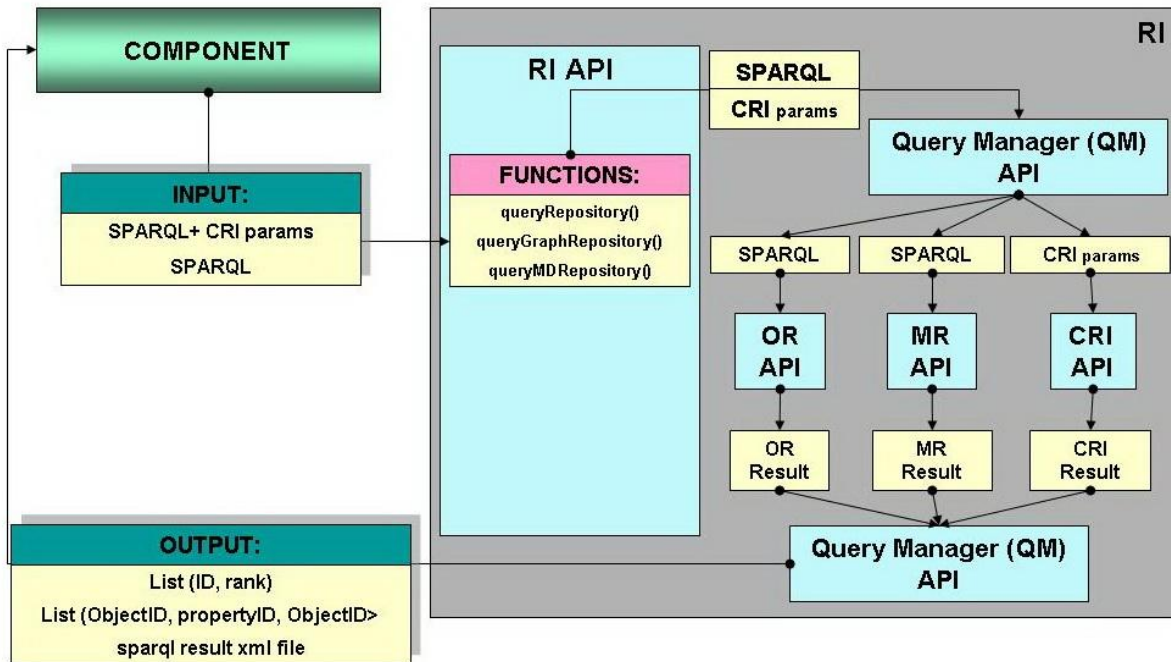 COMPONENT
RI
RI API
SPARQL
CRI params
Query Manager (QM)
API
INPUT:
SPARQL+ CRI params
SPARQL
FUNCTIONS:
queryRepository()
queryGraphRepository()
queryMDRepository()
SPARQL
SPARQL
CRI params
OR
API
MR
API
CRI
API
OR
Result
MR
Result
CRI
Result
Query Manager (QM)
API
OUTPUT:
List (ID, rank)
List (ObjectID, propertyID, ObjectID>
sparql result xml file